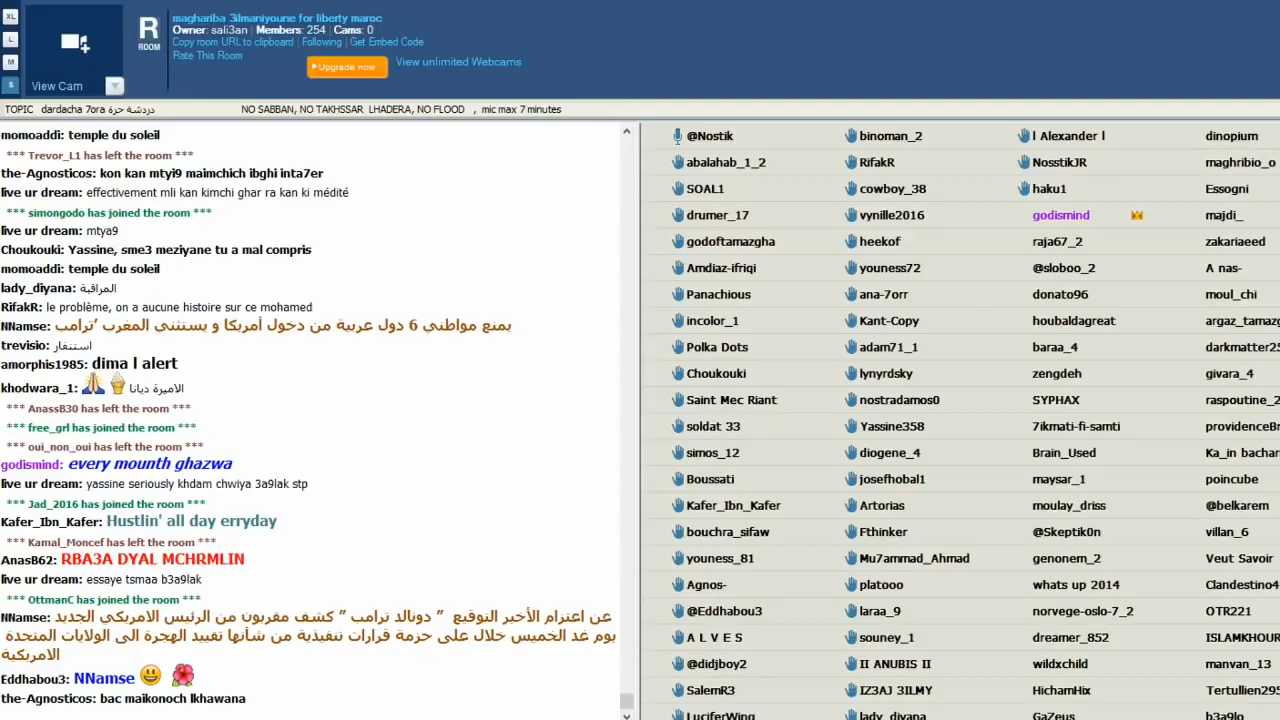 XL
L
M
S
View Cam
R
ROOM
maghariba 3ilmaniyoune for liberty maroc
Owner: sali3an | Members: 254 | Cams: 0
Copy room URL to clipboard | Following | Get Embed Code
Rate This Room
Upgrade now
View unlimited Webcams
TOPIC dardacha 7ora دردشة حرة NO SABBAN, NO TAKHSSAR LHADERA, NO FLOOD , mic max 7 minutes
momoaddi: temple du soleil
*** Trevor_L1 has left the room ***
the-Agnosticos: kon kan mtyi9 maimchich ibghi inta7er
live ur dream: effectivement mli kan kimchi ghar ra kan ki médité
*** simongodo has joined the room ***
live ur dream: mtya9
Choukouki: Yassine, sme3 meziyane tu a mal compris
momoaddi: temple du soleil
lady_diyana: المراقبة
RifakR: le problème, on a aucune histoire sur ce mohamed
NNamse: يمنع مواطني 6 دول عربية من دخول أمريكا و يستثني المغرب ’ترامب
trevisio: استنفار
amorphis1985: dima l alert
khodwara_1: الاميرة ديانا
*** AnassB30 has left the room ***
*** free_grl has joined the room ***
*** oui_non_oui has left the room ***
godismind: every mounth ghazwa
live ur dream: yassine seriously khdam chwiya 3a9lak stp
*** Jad_2016 has joined the room ***
Kafer_Ibn_Kafer: Hustlin' all day erryday
*** Kamal_Moncef has left the room ***
AnasB62: RBA3A DYAL MCHRMLIN
live ur dream: essaye tsmaa b3a9lak
*** OttmanC has joined the room ***
NNamse: عن اعتزام الأخير التوقيع ” دونالد ترامب ” كشف مقربون من الرئيس الامريكي الجديد
يوم غد الخميس خلال على حزمة قرارات تنفيذية من شأنها تقييد الهجرة الى الولايات المتحدة
الامريكية
Eddhabou3: NNamse
the-Agnosticos: bac maikonoch lkhawana
@Nostik binoman_2 l Alexander l dinopium
abalahab_1_2 RifakR NosstikJR maghribio_o
SOAL1 cowboy_38 haku1 Essogni
drumer_17 vynille2016 godismind majdi_
godoftamazgha heekof raja67_2 zakariaeed
Amdiaz-ifriqi youness72 @sloboo_2 A nas-
Panachious ana-7orr donato96 moul_chi
incolor_1 Kant-Copy houbaldagreat argaz_tamazg
Polka Dots adam71_1 baraa_4 darkmatter25
Choukouki lynyrdsky zengdeh givara_4
Saint Mec Riant nostradamos0 SYPHAX raspoutine_2
soldat 33 Yassine358 7ikmati-fi-samti providenceBr
simos_12 diogene_4 Brain_Used Ka_in bachar
Boussati josefhobal1 maysar_1 poincube
Kafer_Ibn_Kafer Artorias moulay_driss @belkarem
bouchra_sifaw Fthinker @Skeptik0n villan_6
youness_81 Mu7ammad_Ahmad genonem_2 Veut Savoir
Agnos- platooo whats up 2014 Clandestino4
@Eddhabou3 laraa_9 norvege-oslo-7_2 OTR221
A L V E S souney_1 dreamer_852 ISLAMKHOUR
@didjboy2 II ANUBIS II wildxchild manvan_13
SalemR3 IZ3AJ 3ILMY HichamHix Tertullien295
LuciferWing lady_diyana GaZeus b3a9lo